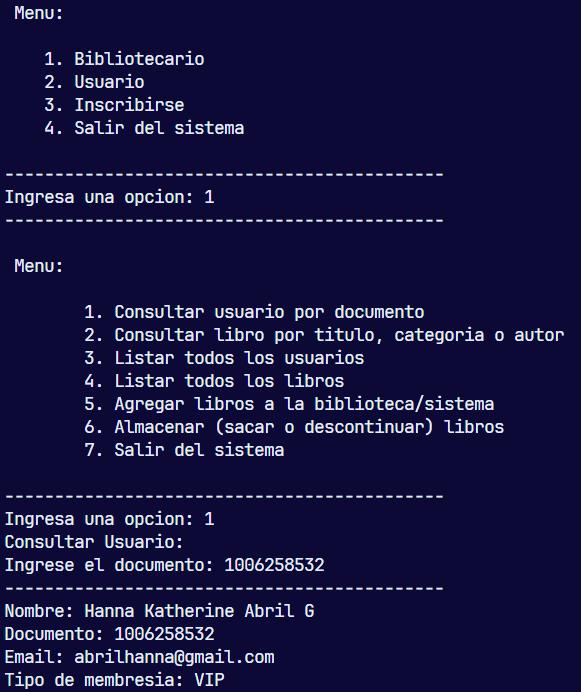 Menu:
1. Bibliotecario
2. Usuario
3. Inscribirse
4. Salir del sistema
--------------------------------------------
Ingresa una opcion: 1
--------------------------------------------
Menu:
1. Consultar usuario por documento
2. Consultar libro por titulo, categoria o autor
3. Listar todos los usuarios
4. Listar todos los libros
5. Agregar libros a la biblioteca/sistema
6. Almacenar (sacar o descontinuar) libros
7. Salir del sistema
--------------------------------------------
Ingresa una opcion: 1
Consultar Usuario:
Ingrese el documento: 1006258532
--------------------------------------------
Nombre: Hanna Katherine Abril G
Documento: 1006258532
Email: abrilhanna@gmail.com
Tipo de membresia: VIP